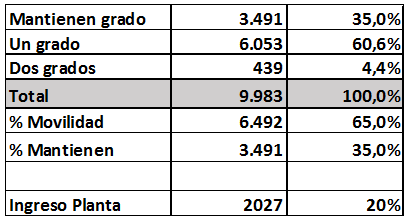 Mantienen grado 3.491 35,0%
Un grado 6.053 60,6%
Dos grados 439 4,4%
Total 9.983 100,0%
% Movilidad 6.492 65,0%
% Mantienen 3.491 35,0%
Ingreso Planta 2027 20%